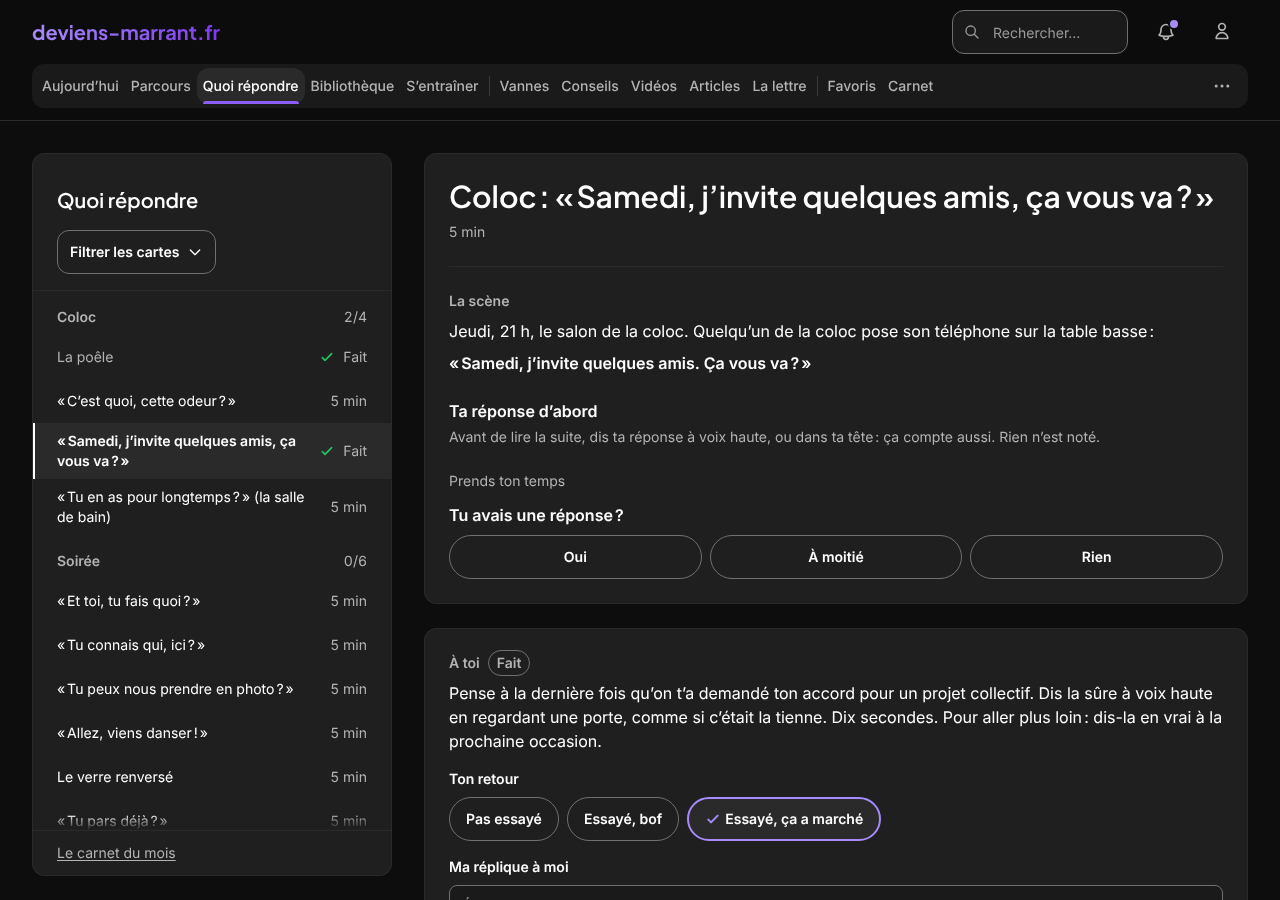 deviens-marrant.fr
Rechercher...
Aujourd’hui Parcours Quoi répondre Bibliothèque S’entraîner Vannes Conseils Vidéos Articles La lettre Favoris Carnet
Quoi répondre
Filtrer les cartes
Coloc 2/4
La poêle Fait
« C’est quoi, cette odeur ? » 5 min
« Samedi, j’invite quelques amis, ça
vous va ? » Fait
« Tu en as pour longtemps ? » (la salle
de bain) 5 min
Soirée 0/6
« Et toi, tu fais quoi ? » 5 min
« Tu connais qui, ici ? » 5 min
« Tu peux nous prendre en photo ? » 5 min
« Allez, viens danser ! » 5 min
Le verre renversé 5 min
« Tu pars déjà ? » 5 min
Le carnet du mois
Coloc : « Samedi, j’invite quelques amis, ça vous va ? »
5 min
La scène
Jeudi, 21 h, le salon de la coloc. Quelqu’un de la coloc pose son téléphone sur la table basse :
« Samedi, j’invite quelques amis. Ça vous va ? »
Ta réponse d’abord
Avant de lire la suite, dis ta réponse à voix haute, ou dans ta tête : ça compte aussi. Rien n’est noté.
Prends ton temps
Tu avais une réponse ?
Oui À moitié Rien
À toi Fait
Pense à la dernière fois qu’on t’a demandé ton accord pour un projet collectif. Dis la sûre à voix haute
en regardant une porte, comme si c’était la tienne. Dix secondes. Pour aller plus loin : dis-la en vrai à la
prochaine occasion.
Ton retour
Pas essayé Essayé, bof Essayé, ça a marché
Ma réplique à moi